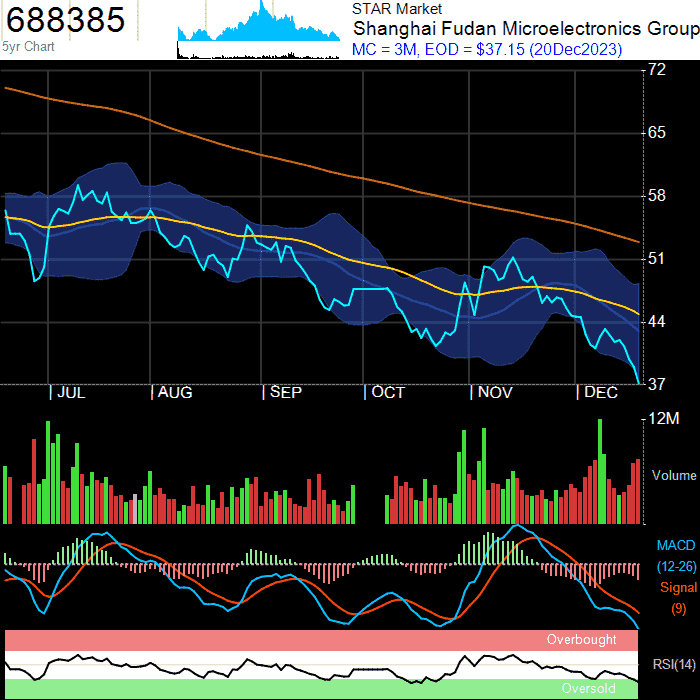 688385
5yr Chart
STAR Market
Shanghai Fudan Microelectronics Group
MC = 3M, EOD = $37.15 (20Dec2023)
72
65
58
51
44
37
JUL
AUG
SEP
OCT
NOV
DEC
12M
Volume
MACD
(12-26)
Signal
(9)
Overbought
RSI(14)
Oversold